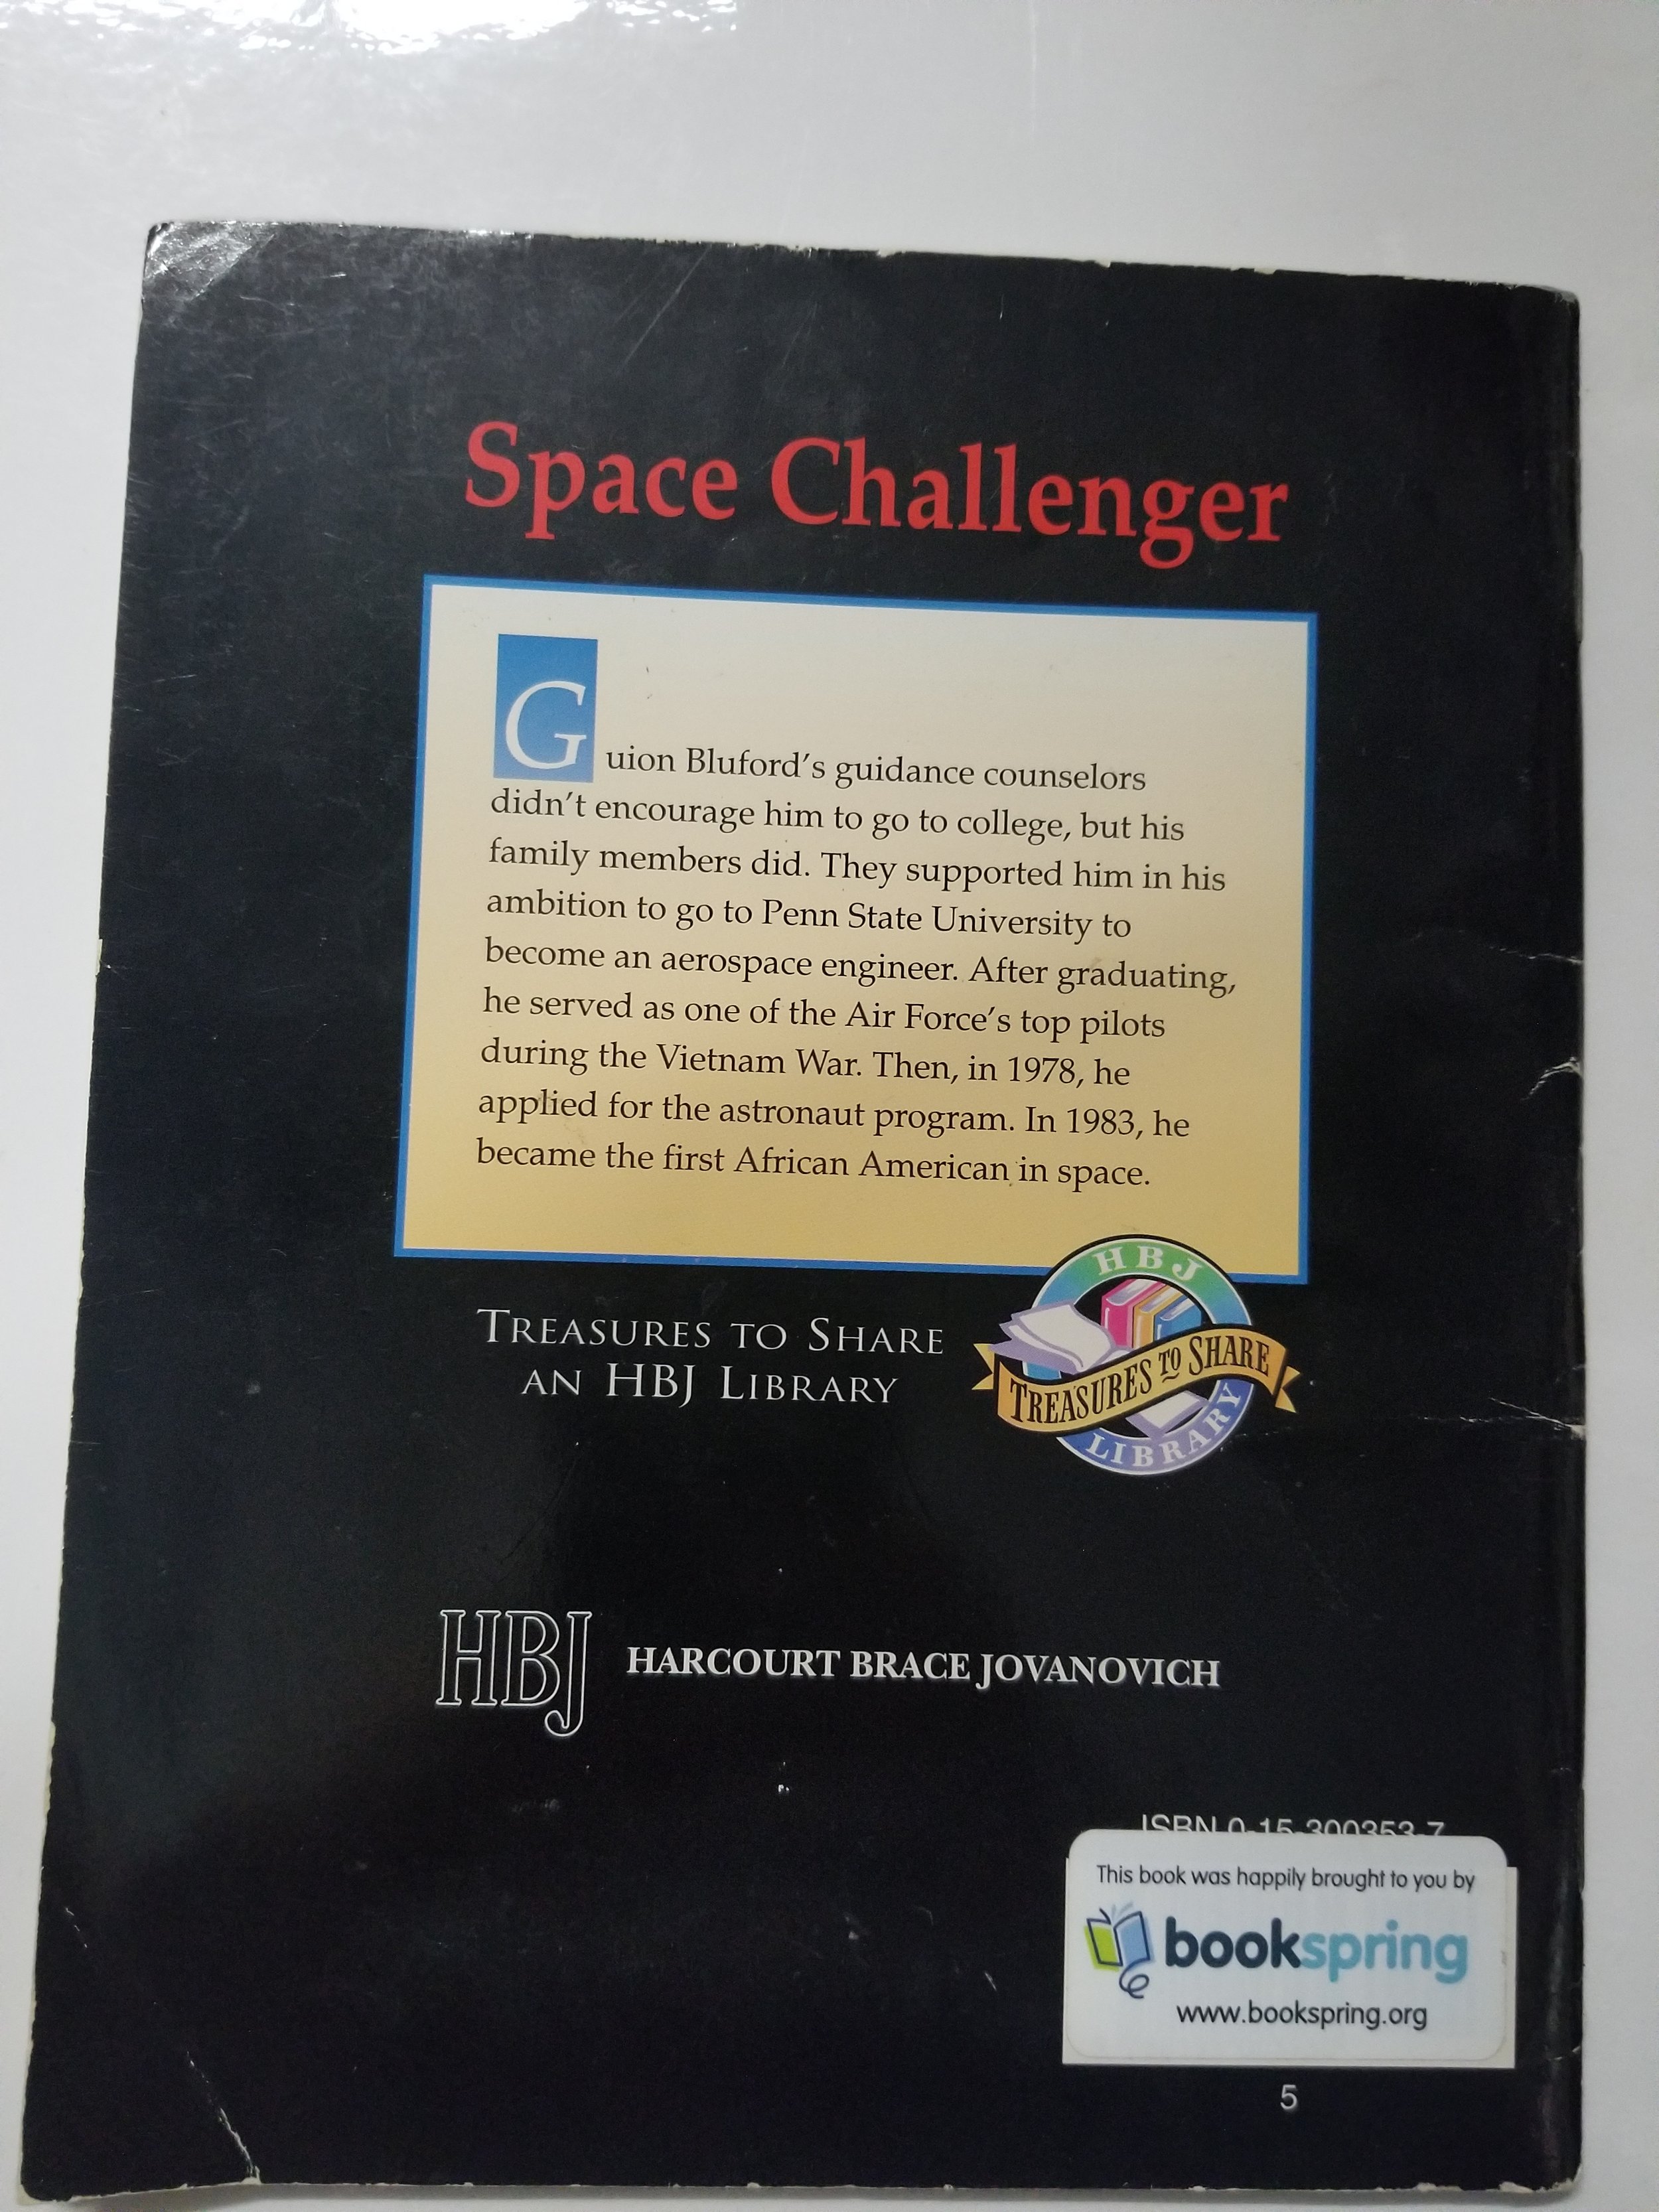 Space Challenger
Guion Bluford's guidance counselors
didn't encourage him to go to college, but his
family members did. They supported him in his
ambition to go to Penn State University to
become an aerospace engineer. After graduating,
he served as one of the Air Force's top pilots
during the Vietnam War. Then, in 1978, he
applied for the astronaut program. In 1983, he
became the first African American in space.
TREASURES TO SHARE
AN HBJ LIBRARY
HBJ
TREASURES TO SHARE
LIBRARY
HBJ
HARCOURT BRACE JOVANOVICH
ISBN 0-15-300353-7
This book was happily brought to you by
bookspring
www.bookspring.org
5